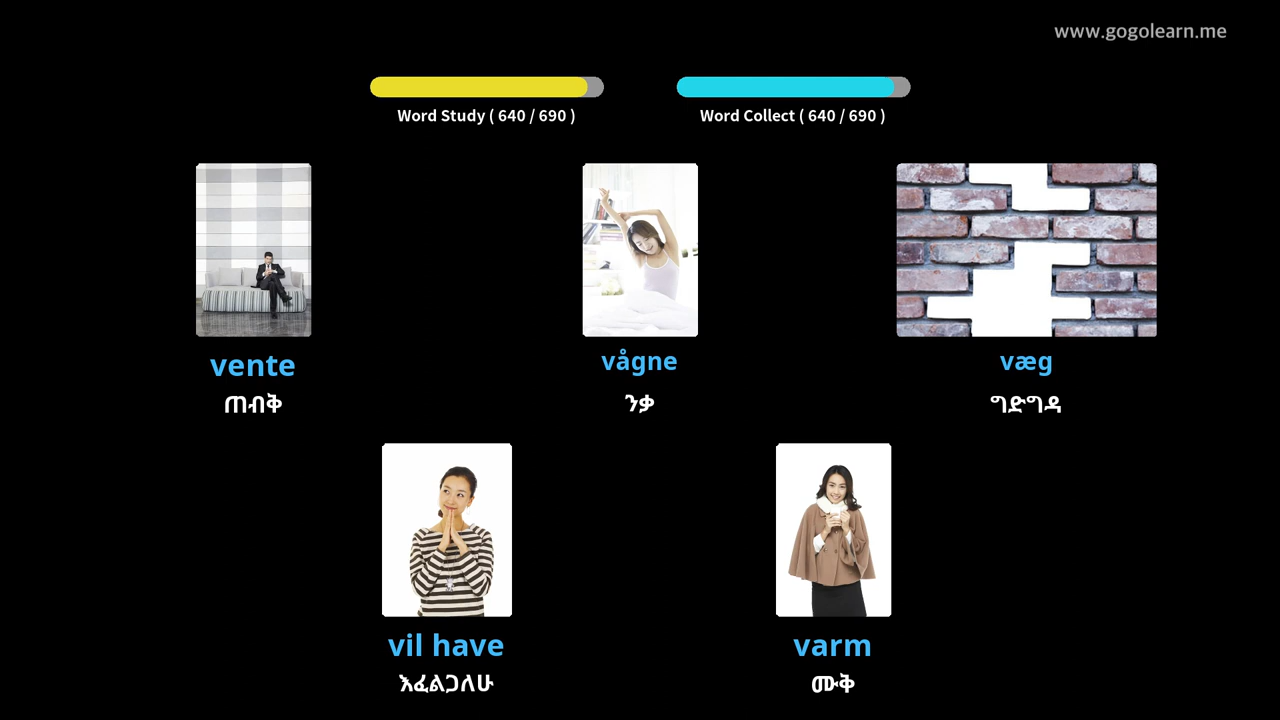 www.gogolearn.me
Word Study ( 640 / 690 )
Word Collect ( 640 / 690 )
vente
vågne
væg
ጠብቅ
ንቃ
ግድግዳ
vil have
varm
እፈልጋለሁ
ሙቅ